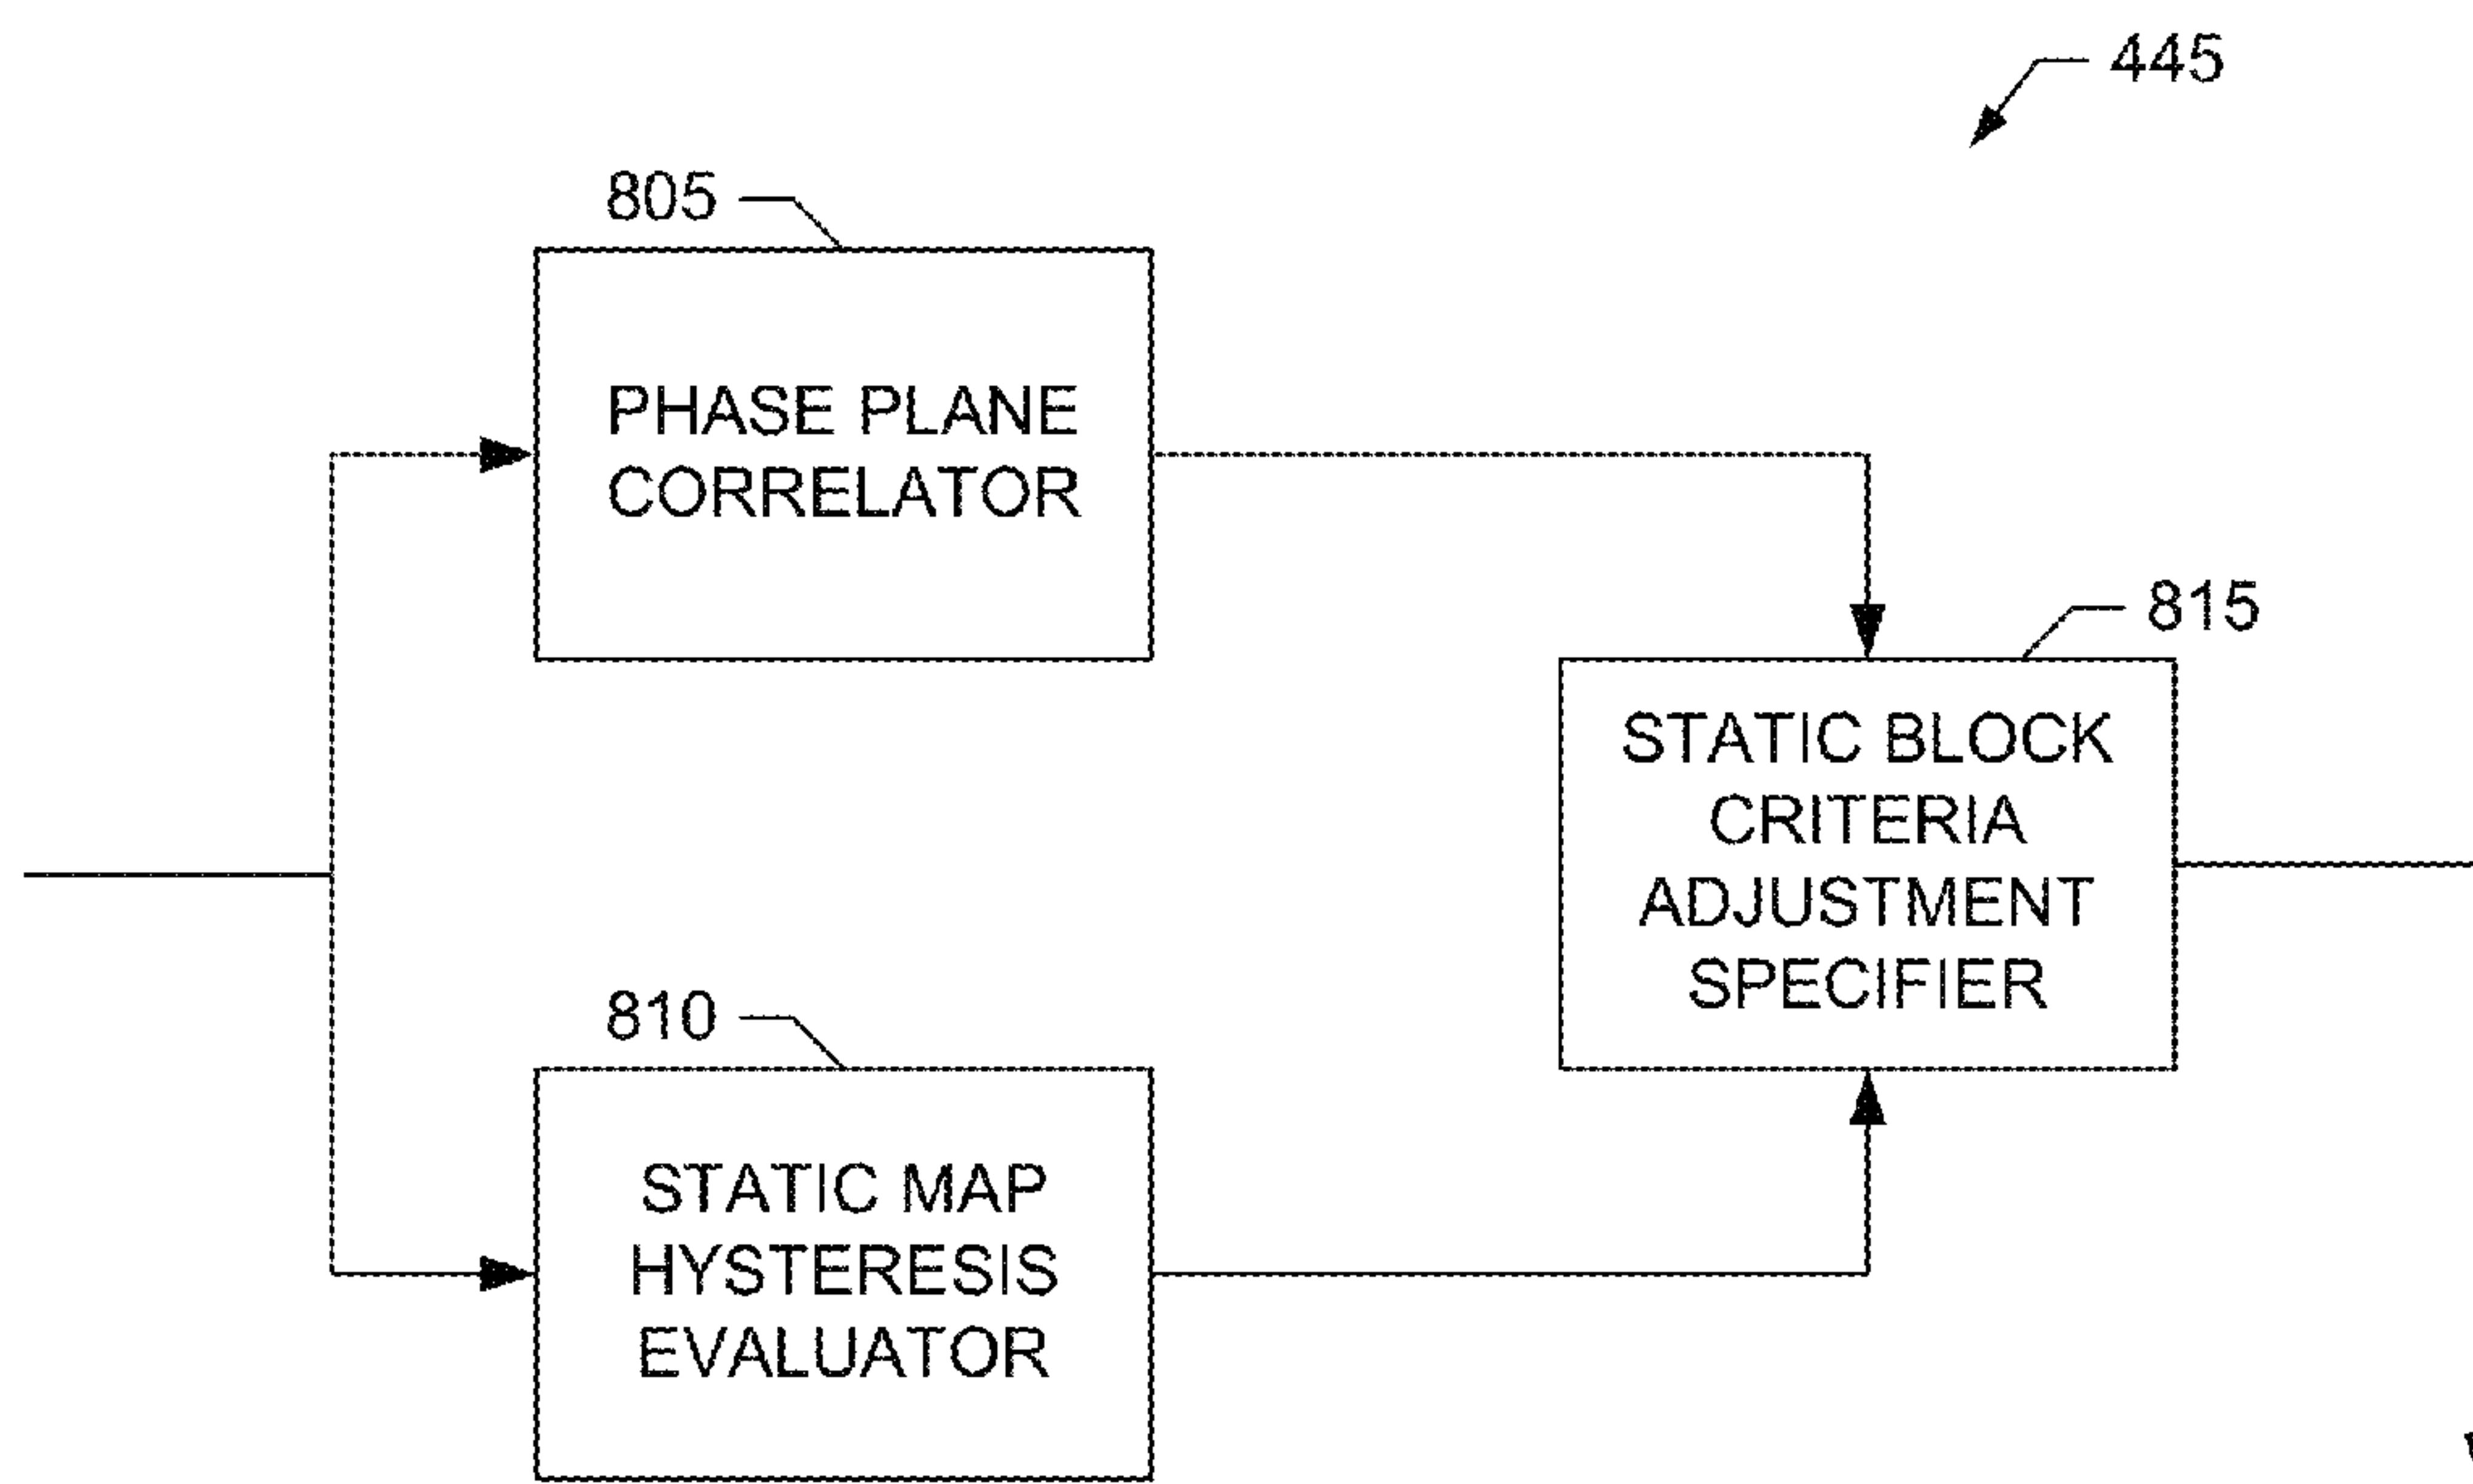 445
805
PHASE PLANE
CORRELATOR
815
STATIC BLOCK
CRITERIA
ADJUSTMENT
SPECIFIER
810
STATIC MAP
HYSTERESIS
EVALUATOR